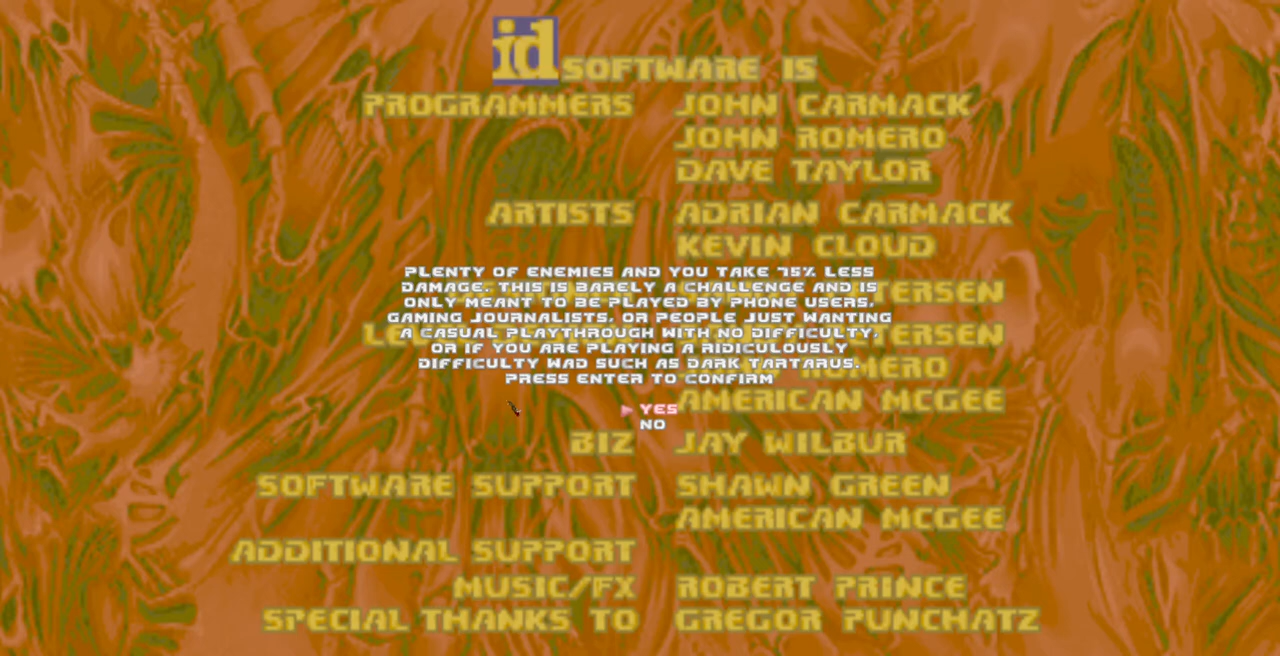 id SOFTWARE IS
PROGRAMMERS JOHN CARMACK
JOHN ROMERO
DAVE TAYLOR
ARTISTS ADRIAN CARMACK
KEVIN CLOUD
PLENTY OF ENEMIES AND YOU TAKE 75% LESS
DAMAGE. THIS IS BARELY A CHALLENGE AND IS
ONLY MEANT TO BE PLAYED BY PHONE USERS,
GAMING JOURNALISTS, OR PEOPLE JUST WANTING
A CASUAL PLAYTHROUGH WITH NO DIFFICULTY,
OR IF YOU ARE PLAYING A RIDICULOUSLY
DIFFICULTY WAD SUCH AS DARK TARTARUS.
PRESS ENTER TO CONFIRM
YES
NO
TERSEN
LE TERSEN
ROMERO
AMERICAN MCGEE
BIZ JAY WILBUR
SOFTWARE SUPPORT SHAWN GREEN
AMERICAN MCGEE
ADDITIONAL SUPPORT
MUSIC/FX ROBERT PRINCE
SPECIAL THANKS TO GREGOR PUNCHATZ